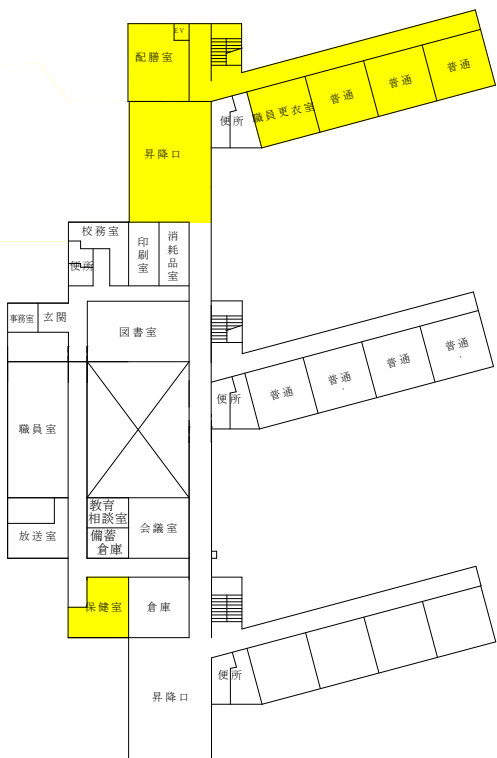 EV
配膳室
普通
普通
普通
職員更衣室
便所
昇降口
校務室
印刷室
消耗品室
便所
事務室
玄関
図書室
普通
普通
普通
普通
便所
職員室
教育
相談室
会議室
備蓄
倉庫
放送室
保健室
倉庫
便所
昇降口